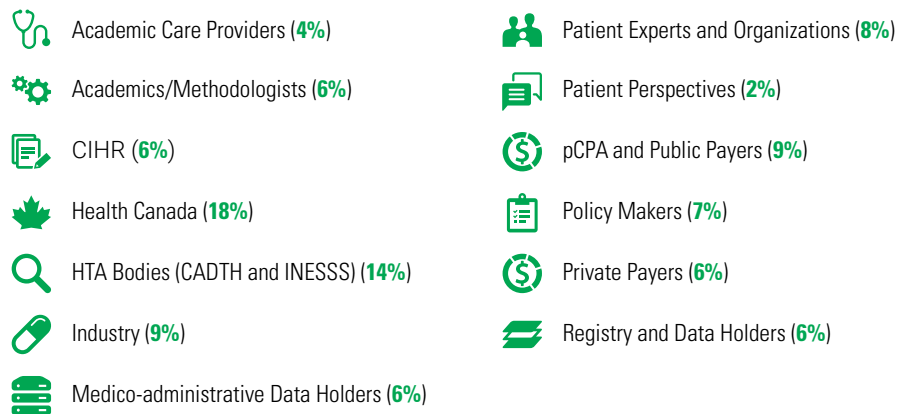 Academic Care Providers (4%)
Academics/Methodologists (6%)
CIHR (6%)
Health Canada (18%)
HTA Bodies (CADTH and INESSS) (14%)
Industry (9%)
Medico-administrative Data Holders (6%)
Patient Experts and Organizations (8%)
Patient Perspectives (2%)
pCPA and Public Payers (9%)
Policy Makers (7%)
Private Payers (6%)
Registry and Data Holders (6%)